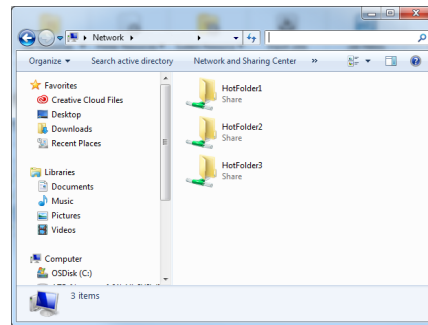 Network
Organize
Search active directory
Network and Sharing Center
»
Favorites
Creative Cloud Files
Desktop
Downloads
Recent Places
Libraries
Documents
Music
Pictures
Videos
Computer
OSDisk (C:)
HotFolder1
Share
HotFolder2
Share
HotFolder3
Share
3 items